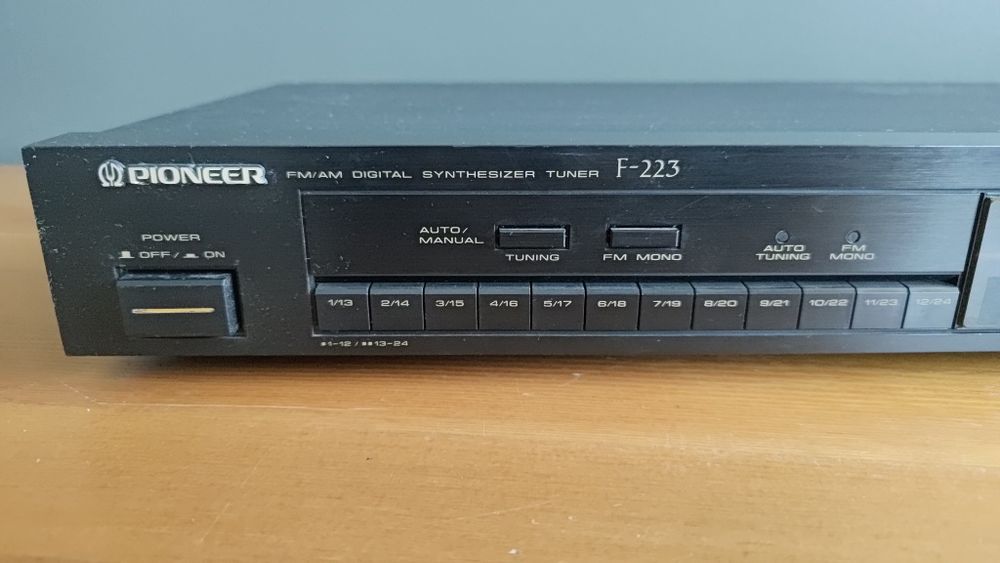 PIONEER FM/AM DIGITAL SYNTHESIZER TUNER F-223
POWER
OFF / ON
AUTO/
MANUAL
TUNING
FM MONO
AUTO
TUNING
FM
MONO
1/13 2/14 3/15 4/16 5/17 6/18 7/19 8/20 9/21 10/22 11/23 12/24
•1-12 / ••13-24